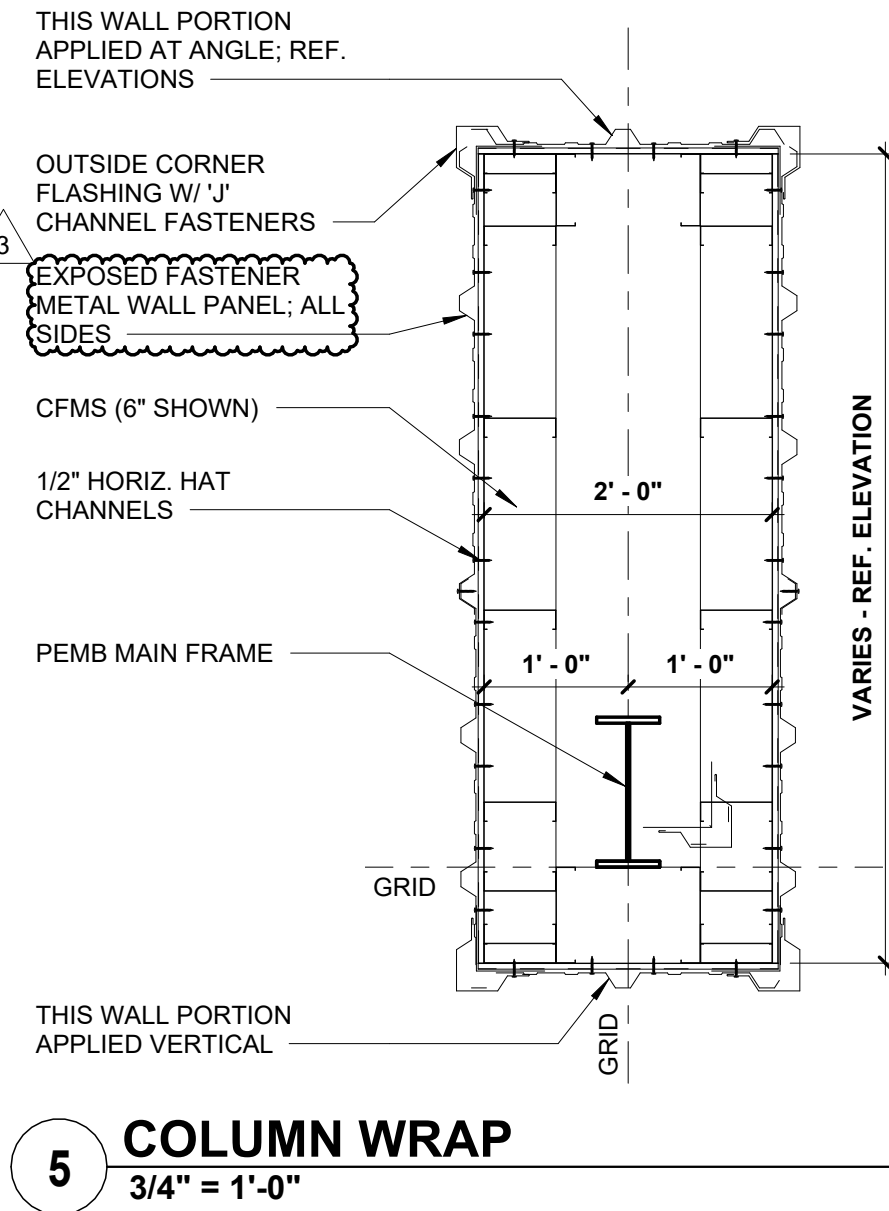 THIS WALL PORTION
APPLIED AT ANGLE; REF.
ELEVATIONS
OUTSIDE CORNER
FLASHING W/ 'J'
CHANNEL FASTENERS
3
EXPOSED FASTENER
METAL WALL PANEL; ALL
SIDES
CFMS (6" SHOWN)
2' - 0"
1/2" HORIZ. HAT
CHANNELS
VARIES - REF. ELEVATION
PEMB MAIN FRAME
1' - 0"
1' - 0"
GRID
THIS WALL PORTION
APPLIED VERTICAL
GRID
5
COLUMN WRAP
3/4" = 1'-0"